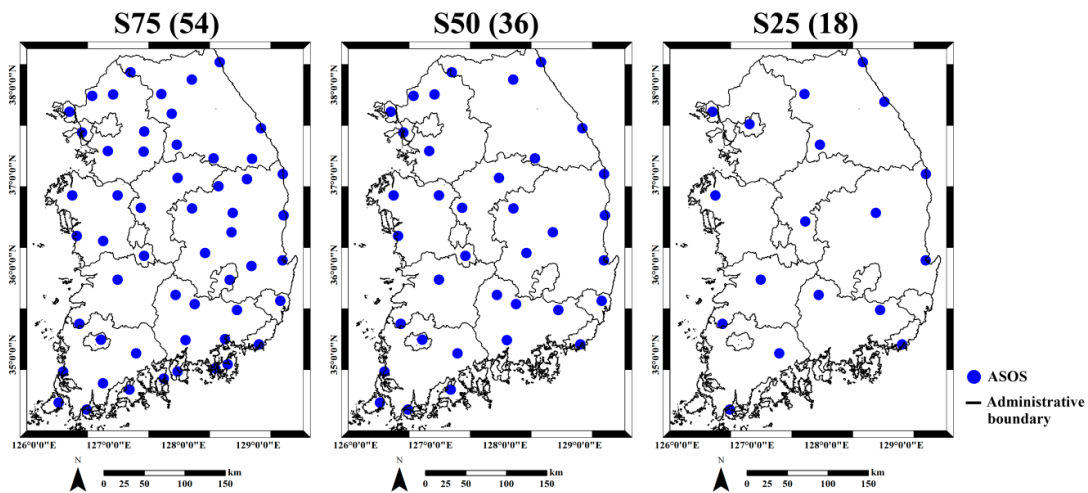 S75 (54)
S50 (36)
S25 (18)
38°0'0"N
37°0'0"N
36°0'0"N
35°0'0"N
126°0'0"E
127°0'0"E
128°0'0"E
129°0'0"E
N
0 25 50 100 150
km
38°0'0"N
37°0'0"N
36°0'0"N
35°0'0"N
126°0'0"E
127°0'0"E
128°0'0"E
129°0'0"E
N
0 25 50 100 150
km
38°0'0"N
37°0'0"N
36°0'0"N
35°0'0"N
126°0'0"E
127°0'0"E
128°0'0"E
129°0'0"E
N
0 25 50 100 150
km
ASOS
Administrative
boundary